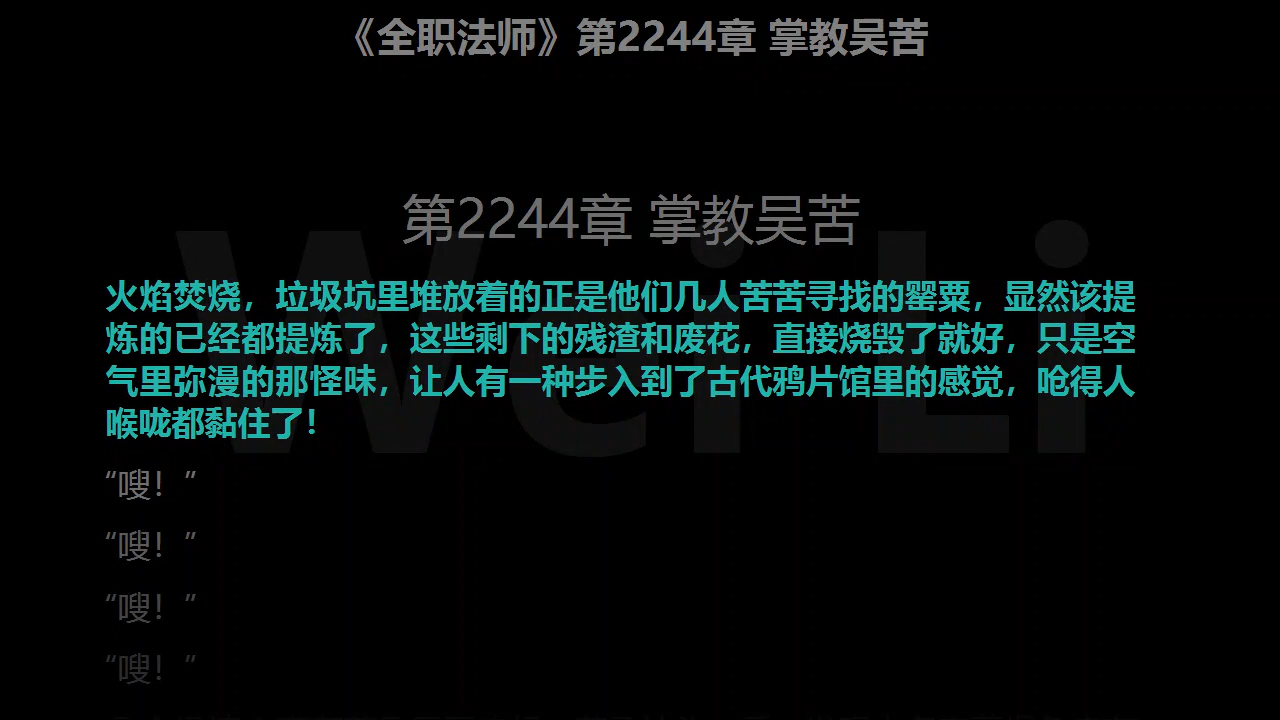 《全职法师》第2244章 掌教吴苦
第2244章 掌教吴苦
Wei Li
火焰焚烧，垃圾坑里堆放着的正是他们几人苦苦寻找的罂粟，显然该提
炼的已经都提炼了，这些剩下的残渣和废花，直接烧毁了就好，只是空
气里弥漫的那怪味，让人有一种步入到了古代鸦片馆里的感觉，呛得人
喉咙都黏住了！
“嗖！”
“嗖！”
“嗖！”
“嗖！”